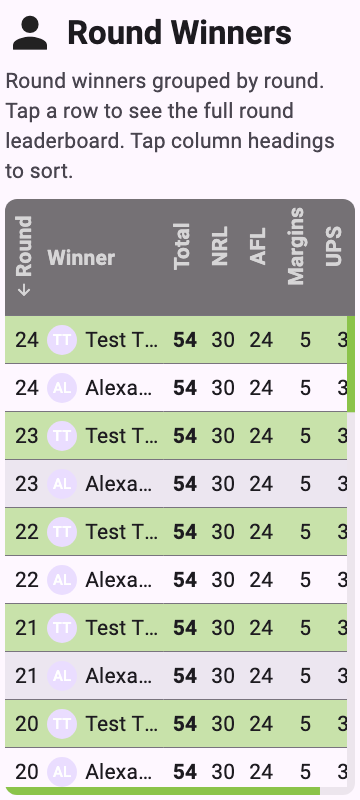 Round Winners
Round winners grouped by round.
Tap a row to see the full round
leaderboard. Tap column headings
to sort.
↓ Round Winner Total NRL AFL Margins UPS
24 TT Test T... 54 30 24 5 3
24 AL Alexa... 54 30 24 5 3
23 TT Test T... 54 30 24 5 3
23 AL Alexa... 54 30 24 5 3
22 TT Test T... 54 30 24 5 3
22 AL Alexa... 54 30 24 5 3
21 TT Test T... 54 30 24 5 3
21 AL Alexa... 54 30 24 5 3
20 TT Test T... 54 30 24 5 3
20 AL Alexa... 54 30 24 5 3